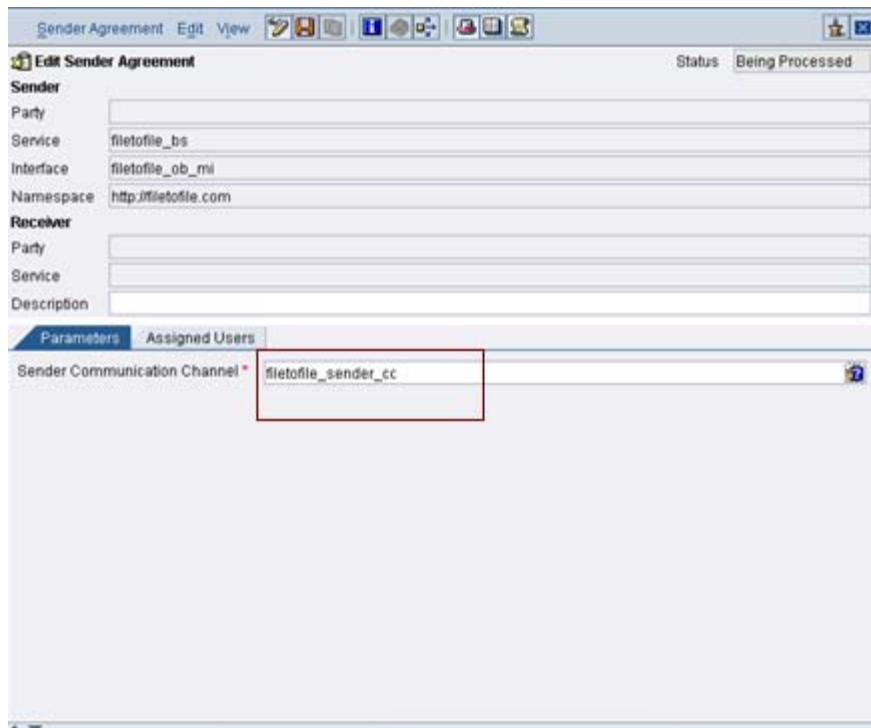 Sender Agreement Edit View
Edit Sender Agreement Status Being Processed
Sender
Party
Service filetofile_bs
Interface filetofile_ob_mi
Namespace http://filetofile.com
Receiver
Party
Service
Description
Parameters Assigned Users
Sender Communication Channel * filetofile_sender_cc